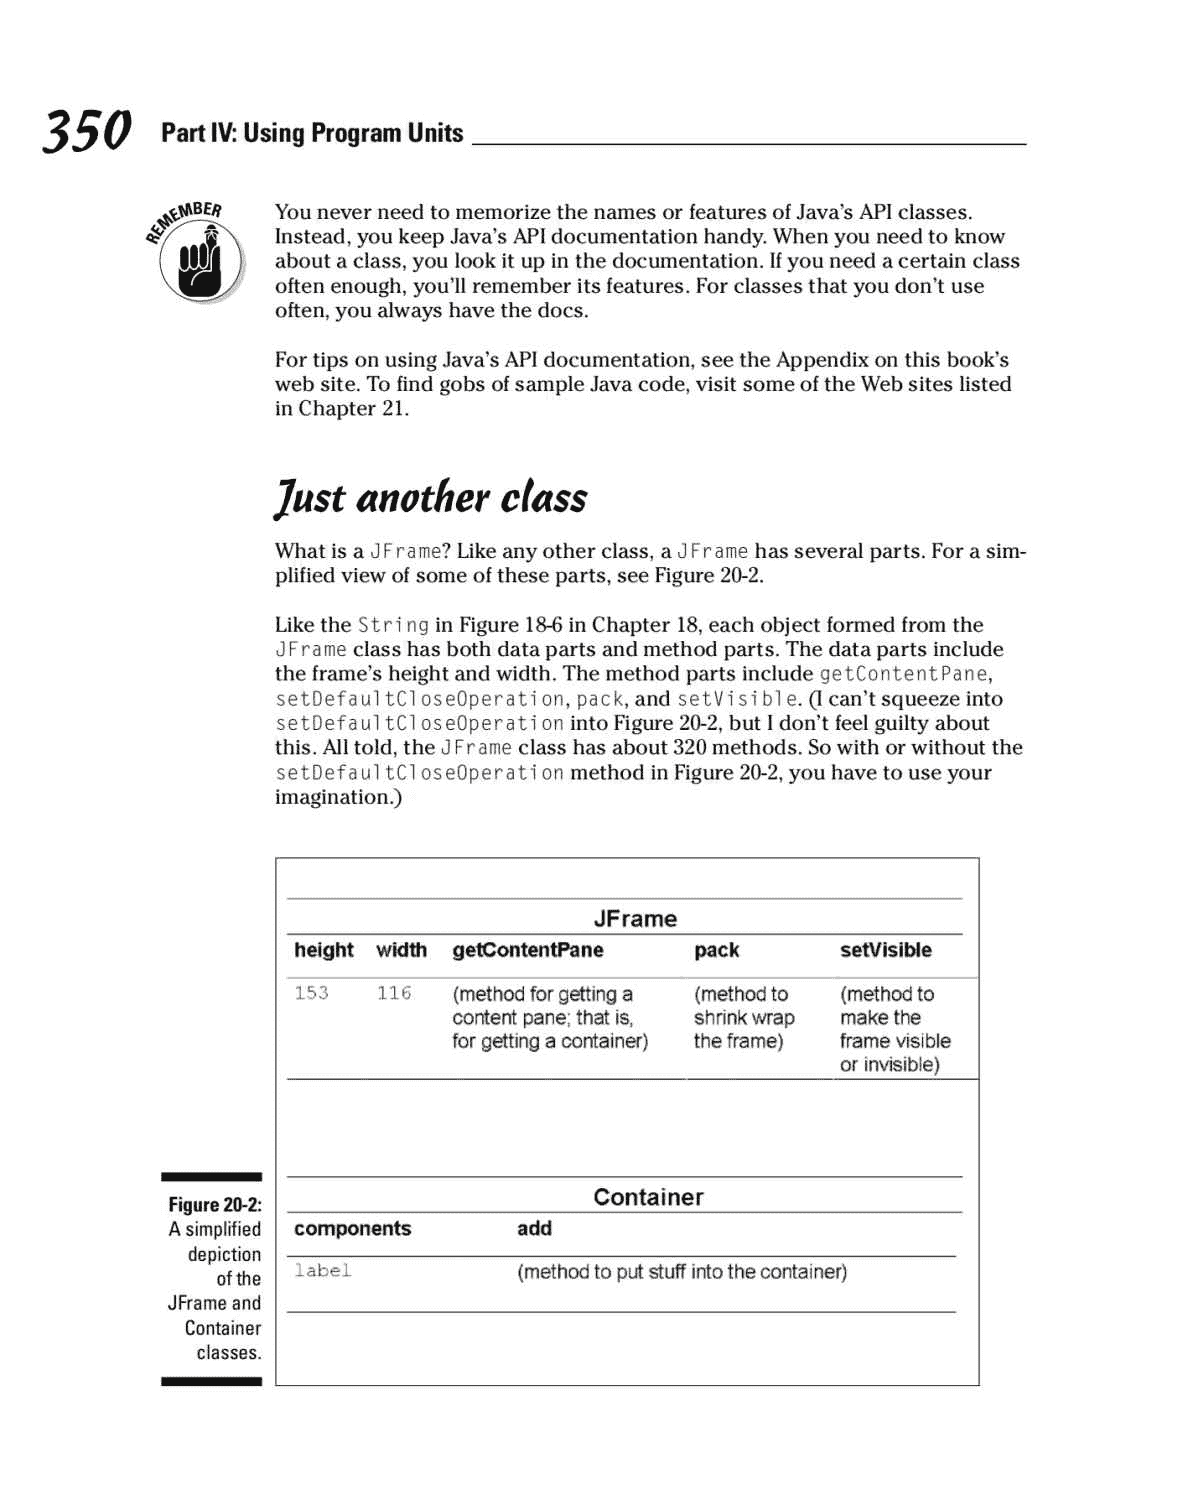 350 Part IV: Using Program Units
REMEMBER
You never need to memorize the names or features of Java's API classes.
Instead, you keep Java's API documentation handy. When you need to know
about a class, you look it up in the documentation. If you need a certain class
often enough, you'll remember its features. For classes that you don't use
often, you always have the docs.
For tips on using Java's API documentation, see the Appendix on this book's
web site. To find gobs of sample Java code, visit some of the Web sites listed
in Chapter 21.
Just another class
What is a JFrame? Like any other class, a JFrame has several parts. For a sim-
plified view of some of these parts, see Figure 20-2.
Like the String in Figure 18-6 in Chapter 18, each object formed from the
JFrame class has both data parts and method parts. The data parts include
the frame's height and width. The method parts include getContentPane,
setDefaultCloseOperation, pack, and setVisible. (I can't squeeze into
setDefaultCloseOperation into Figure 20-2, but I don't feel guilty about
this. All told, the JFrame class has about 320 methods. So with or without the
setDefaultCloseOperation method in Figure 20-2, you have to use your
imagination.)
JFrame
height width getContentPane pack setVisible
153 116 (method for getting a (method to (method to
content pane; that is, shrink wrap make the
for getting a container) the frame) frame visible
or invisible)
Container
components add
label (method to put stuff into the container)
Figure 20-2:
A simplified
depiction
of the
JFrame and
Container
classes.